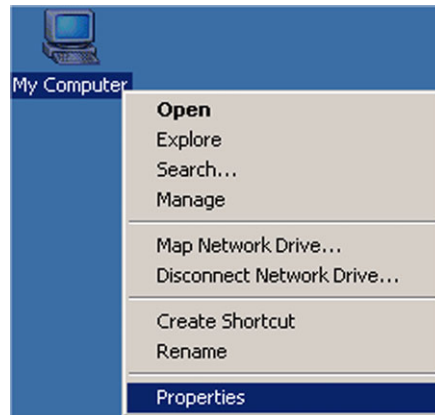 My Computer
Open
Explore
Search...
Manage
Map Network Drive...
Disconnect Network Drive...
Create Shortcut
Rename
Properties